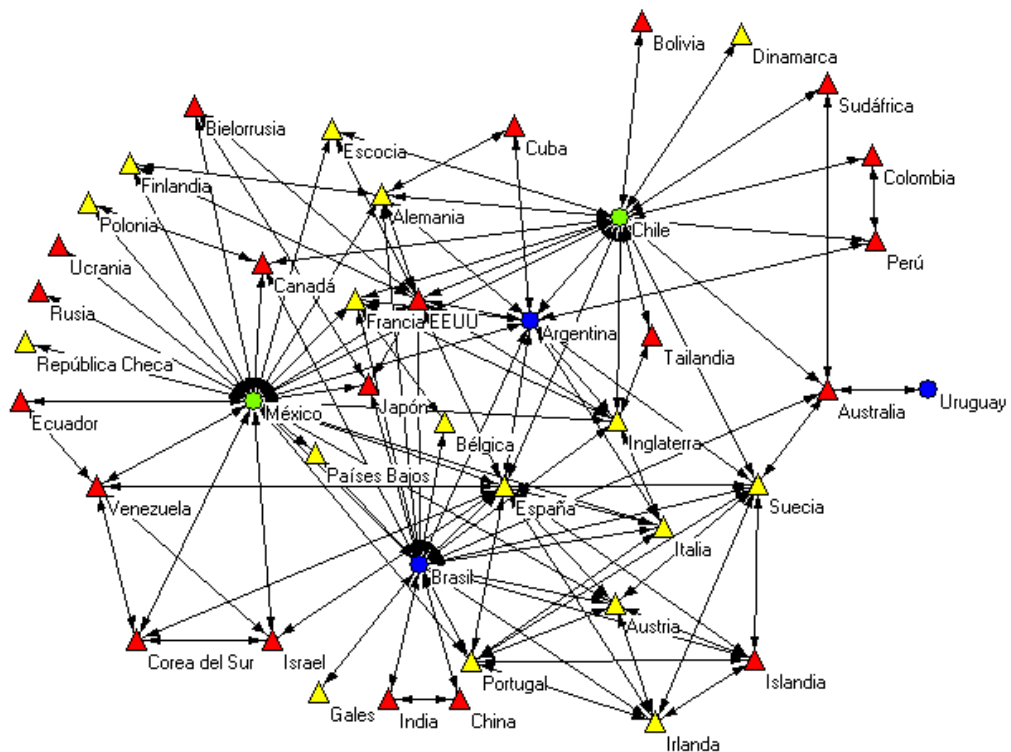 Bolivia
Dinamarca
Sudáfrica
Bielorrusia
Escocia
Cuba
Colombia
Finlandia
Alemania
Polonia
Chile
Perú
Ucrania
Canadá
Rusia
Francia EEUU
Argentina
Tailandia
República Checa
Ecuador
México
Japón
Bélgica
Inglaterra
Australia
Uruguay
Países Bajos
Venezuela
España
Suecia
Italia
Brasil
Austria
Corea del Sur
Israel
Portugal
Islandia
Gales
India
China
Irlanda